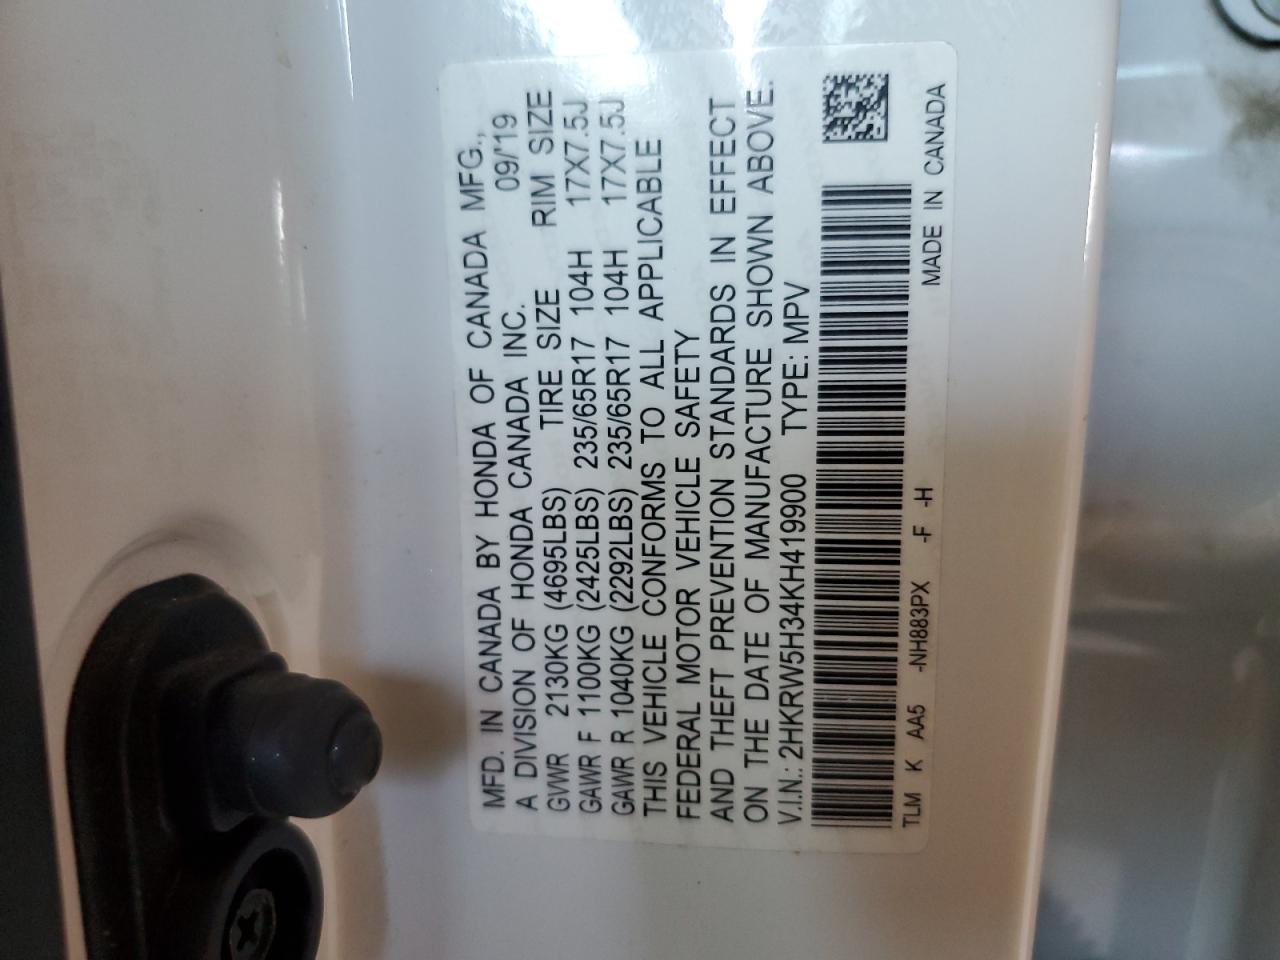 MFD. IN CANADA BY HONDA OF CANADA MFG.,
A DIVISION OF HONDA CANADA INC. 09/'19
GVWR 2130KG (4695LBS) TIRE SIZE RIM SIZE
GAWR F 1100KG (2425LBS) 235/65R17 104H 17X7.5J
GAWR R 1040KG (2292LBS) 235/65R17 104H 17X7.5J
THIS VEHICLE CONFORMS TO ALL APPLICABLE
FEDERAL MOTOR VEHICLE SAFETY
AND THEFT PREVENTION STANDARDS IN EFFECT
ON THE DATE OF MANUFACTURE SHOWN ABOVE.
V.I.N.: 2HKRW5H34KH419900 TYPE: MPV
TLM K AA5 -NH883PX -F -H MADE IN CANADA